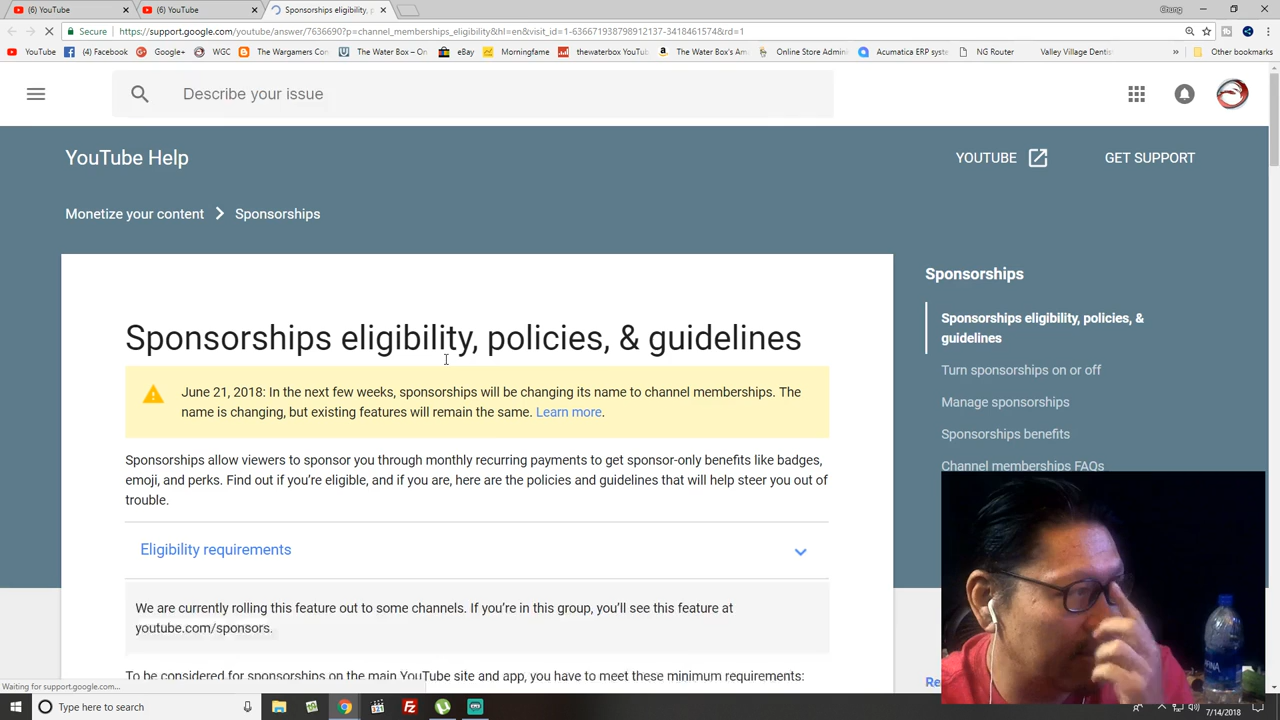 (6) YouTube
(6) YouTube
Sponsorships eligibility, p
Chung
Secure
https://support.google.com/youtube/answer/7636690?p=channel_memberships_eligibility&hl=en&visit_id=1-636671938798912137-3418461574&rd=1
YouTube
(4) Facebook
Google+
WGC
The Wargamers Con
The Water Box – On
eBay
Morningfame
thewaterbox YouTub
The Water Box's Am
Online Store Admini
Acumatica ERP syste
NG Router
Valley Village Dentis
»
Other bookmarks
Describe your issue
YouTube Help
YOUTUBE
GET SUPPORT
Monetize your content > Sponsorships
Sponsorships eligibility, policies, & guidelines
June 21, 2018: In the next few weeks, sponsorships will be changing its name to channel memberships. The
name is changing, but existing features will remain the same. Learn more.
Sponsorships allow viewers to sponsor you through monthly recurring payments to get sponsor-only benefits like badges,
emoji, and perks. Find out if you're eligible, and if you are, here are the policies and guidelines that will help steer you out of
trouble.
Eligibility requirements
We are currently rolling this feature out to some channels. If you're in this group, you'll see this feature at
youtube.com/sponsors.
To be considered for sponsorships on the main YouTube site and app, you have to meet these minimum requirements:
Sponsorships
Sponsorships eligibility, policies, &
guidelines
Turn sponsorships on or off
Manage sponsorships
Sponsorships benefits
Channel memberships FAQs
Re
Waiting for support.google.com...
Type here to search
7/14/2018